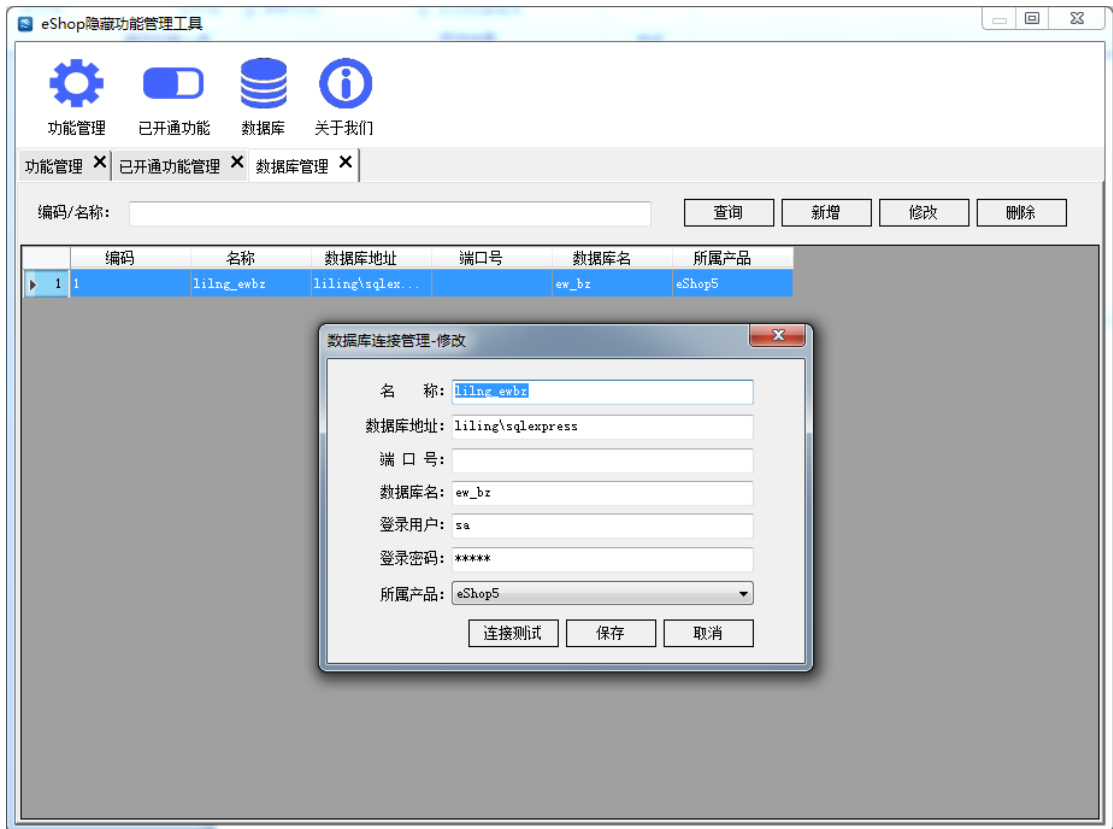 eShop隐藏功能管理工具
功能管理 已开通功能 数据库 关于我们
功能管理 已开通功能管理 数据库管理
编码/名称： 查询 新增 修改 删除
编码 名称 数据库地址 端口号 数据库名 所属产品
1 1 lilng_ewbz liling\sqlex... ew_bz eShop5
数据库连接管理-修改
名 称： lilng_ewbz
数据库地址： liling\sqlexpress
端 口 号：
数据库名： ew_bz
登录用户： sa
登录密码： *****
所属产品： eShop5
连接测试 保存 取消